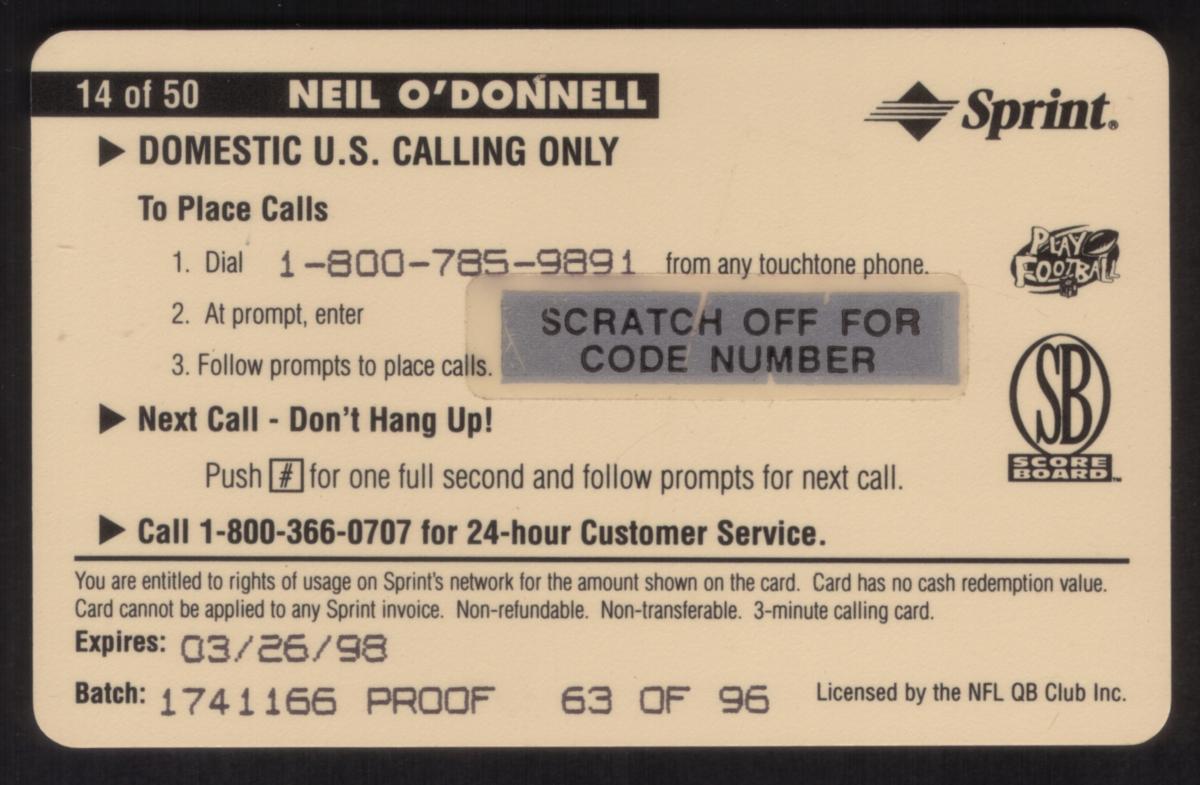 14 of 50 NEIL O'DONNELL
Sprint®
▶ DOMESTIC U.S. CALLING ONLY
To Place Calls
1. Dial 1-800-785-9891 from any touchtone phone.
2. At prompt, enter
SCRATCH OFF FOR
CODE NUMBER
3. Follow prompts to place calls.
PLAY
FOOTBALL
NFL
SB
SCORE
BOARD™
▶ Next Call - Don't Hang Up!
Push # for one full second and follow prompts for next call.
▶ Call 1-800-366-0707 for 24-hour Customer Service.
You are entitled to rights of usage on Sprint's network for the amount shown on the card. Card has no cash redemption value.
Card cannot be applied to any Sprint invoice. Non-refundable. Non-transferable. 3-minute calling card.
Expires: 03/26/98
Batch: 1741166 PROOF 63 OF 96
Licensed by the NFL QB Club Inc.